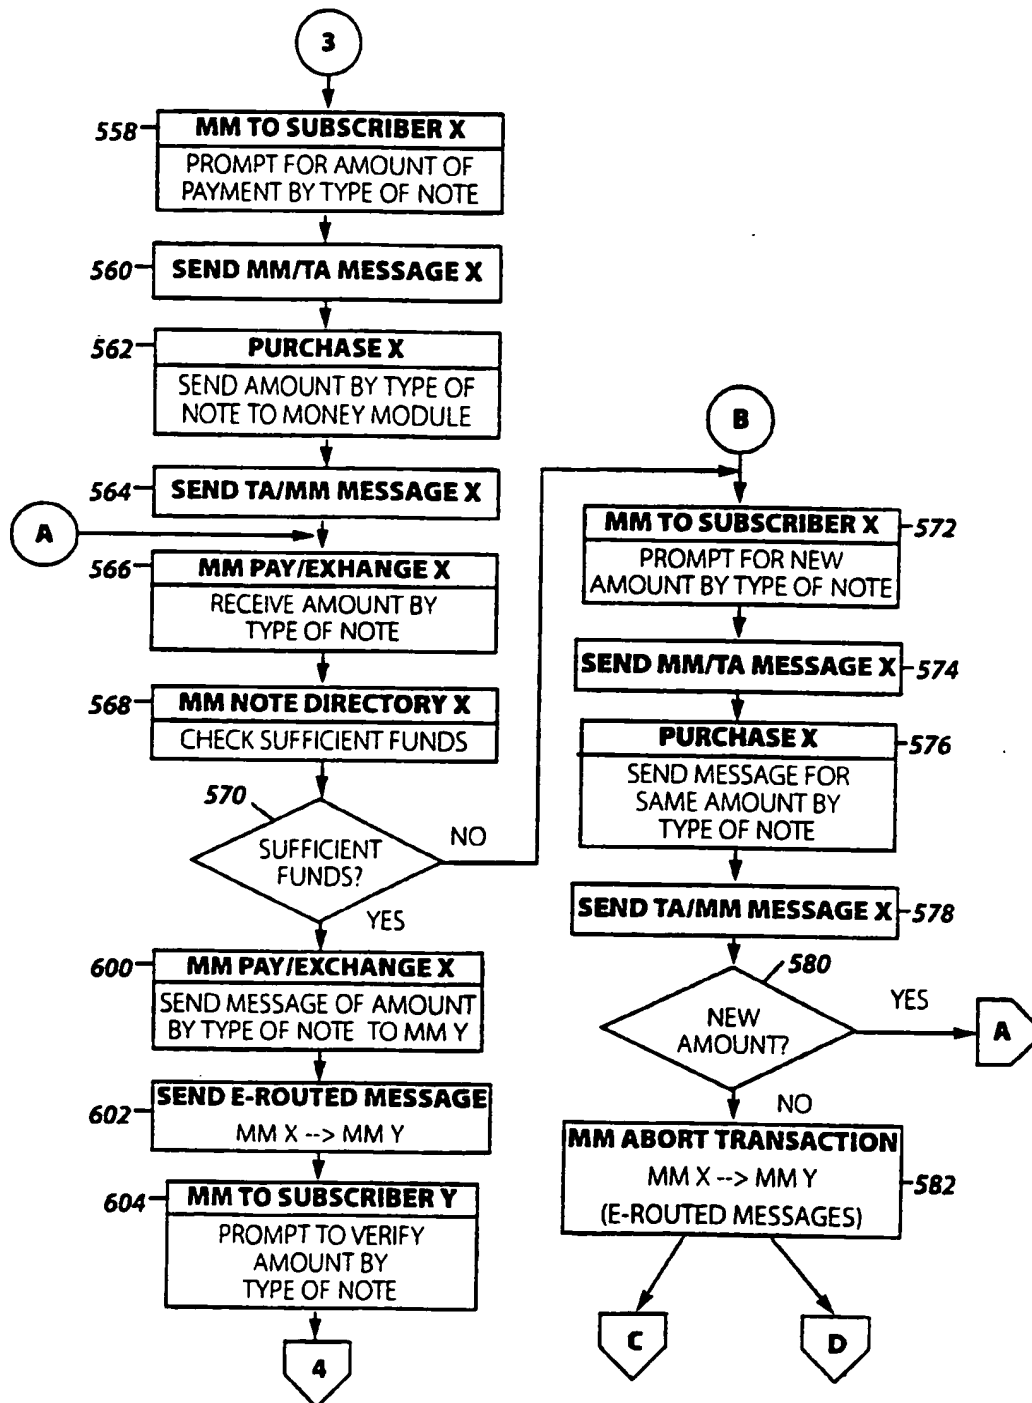 3
558
MM TO SUBSCRIBER X
PROMPT FOR AMOUNT OF
PAYMENT BY TYPE OF NOTE
560
SEND MM/TA MESSAGE X
562
PURCHASE X
SEND AMOUNT BY TYPE OF
NOTE TO MONEY MODULE
564
SEND TA/MM MESSAGE X
A
566
MM PAY/EXHANGE X
RECEIVE AMOUNT BY
TYPE OF NOTE
568
MM NOTE DIRECTORY X
CHECK SUFFICIENT FUNDS
570
SUFFICIENT
FUNDS?
NO
YES
600
MM PAY/EXCHANGE X
SEND MESSAGE OF AMOUNT
BY TYPE OF NOTE TO MM Y
602
SEND E-ROUTED MESSAGE
MM X --> MM Y
604
MM TO SUBSCRIBER Y
PROMPT TO VERIFY
AMOUNT BY
TYPE OF NOTE
4
B
MM TO SUBSCRIBER X
572
PROMPT FOR NEW
AMOUNT BY TYPE OF NOTE
SEND MM/TA MESSAGE X
574
PURCHASE X
576
SEND MESSAGE FOR
SAME AMOUNT BY
TYPE OF NOTE
SEND TA/MM MESSAGE X
578
580
NEW
AMOUNT?
YES
A
NO
MM ABORT TRANSACTION
MM X --> MM Y
(E-ROUTED MESSAGES)
582
C
D